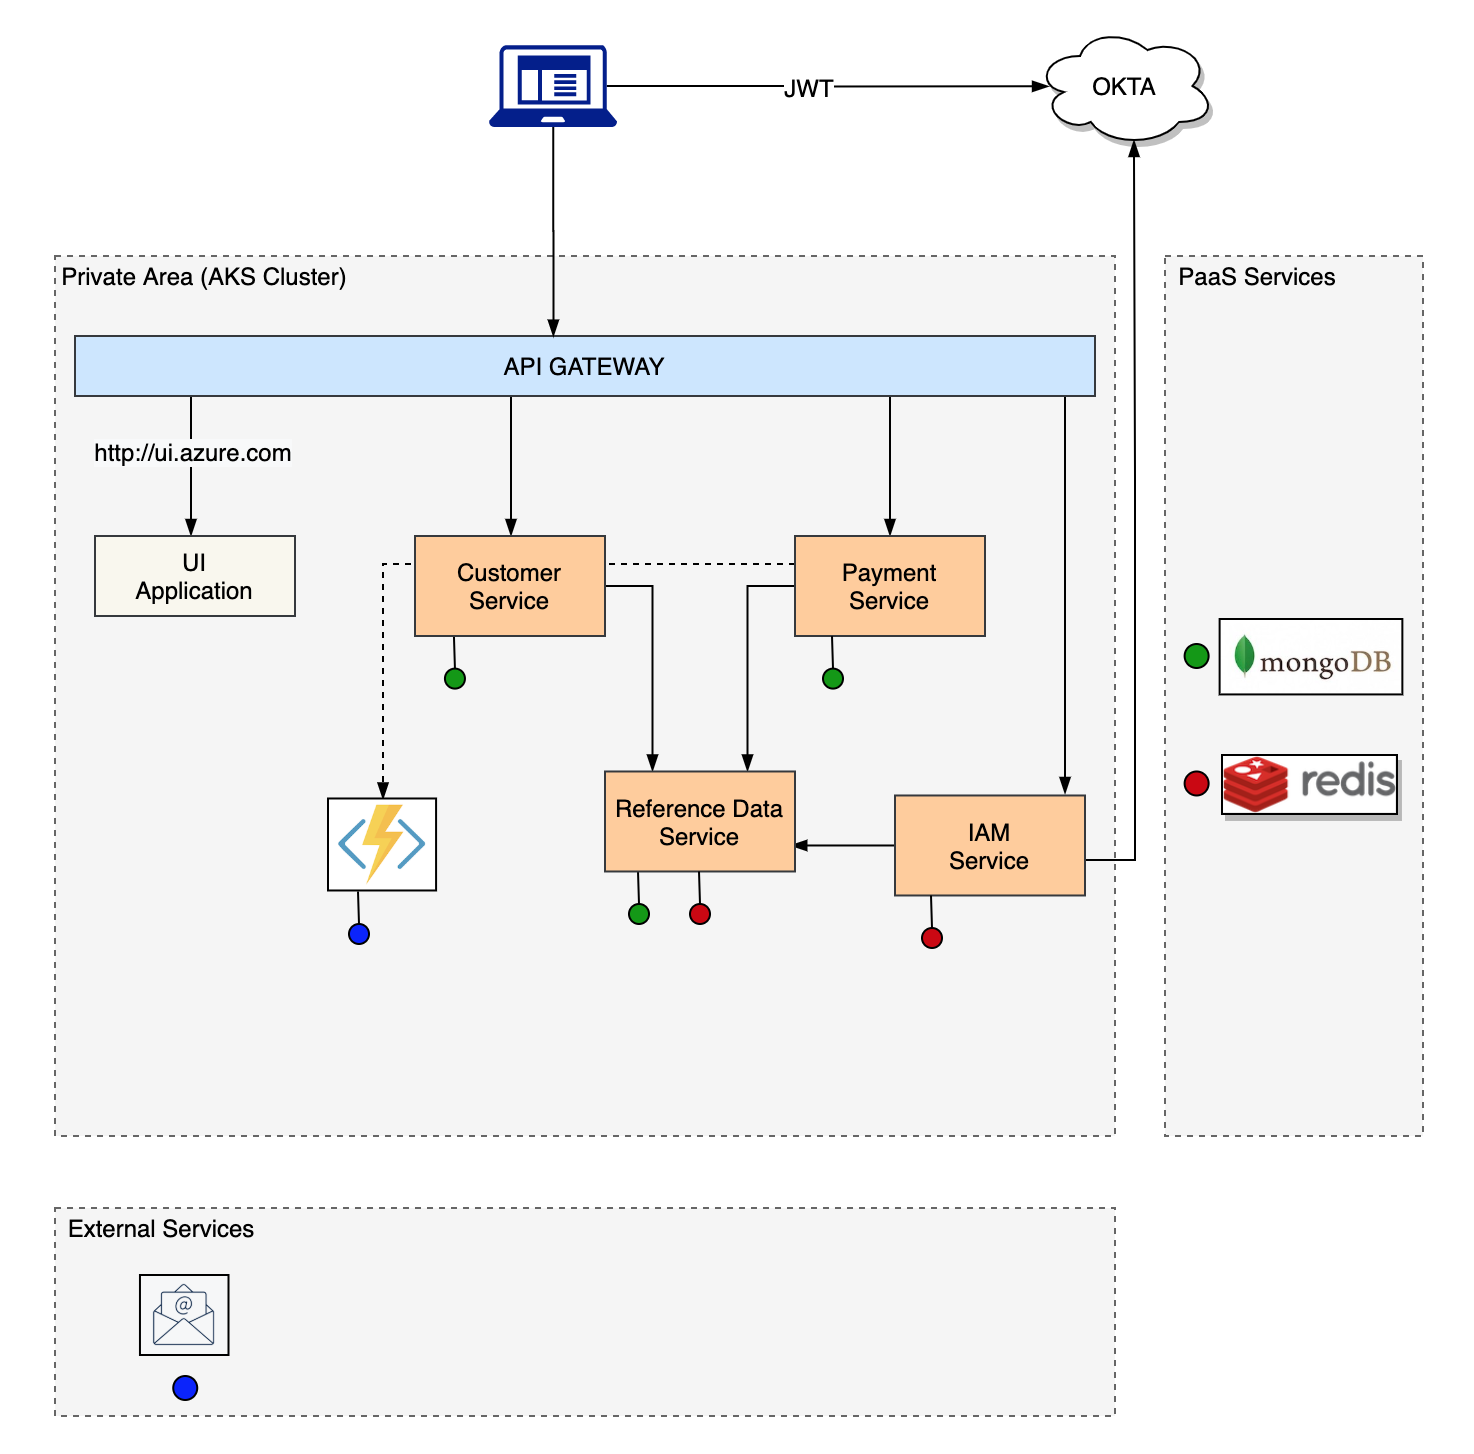 JWT
OKTA
Private Area (AKS Cluster)
PaaS Services
API GATEWAY
http://ui.azure.com
UI
Application
Customer
Service
Payment
Service
mongoDB
redis
Reference Data
Service
IAM
Service
External Services
@